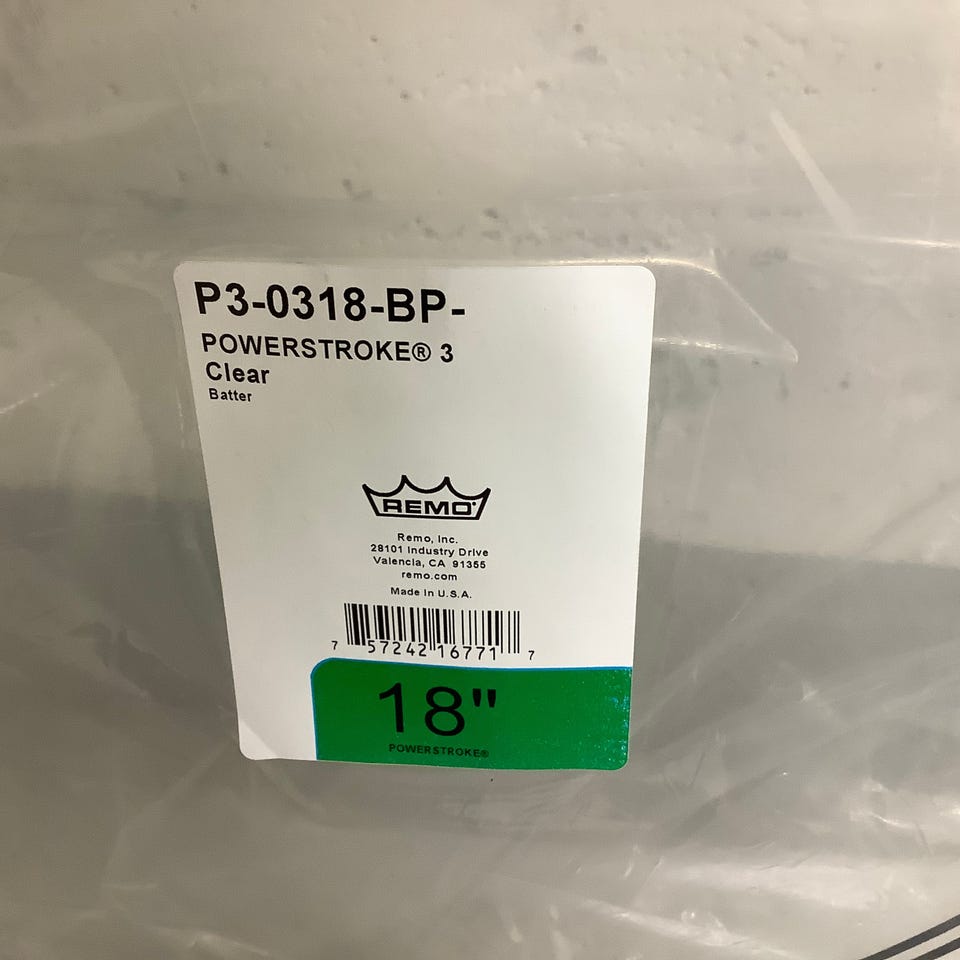 P3-0318-BP-
POWERSTROKE® 3
Clear
Batter
REMO®
Remo, Inc.
28101 Industry Drive
Valencia, CA 91355
remo.com
Made in U.S.A.
7 57242 16771 7
18"
POWERSTROKE®